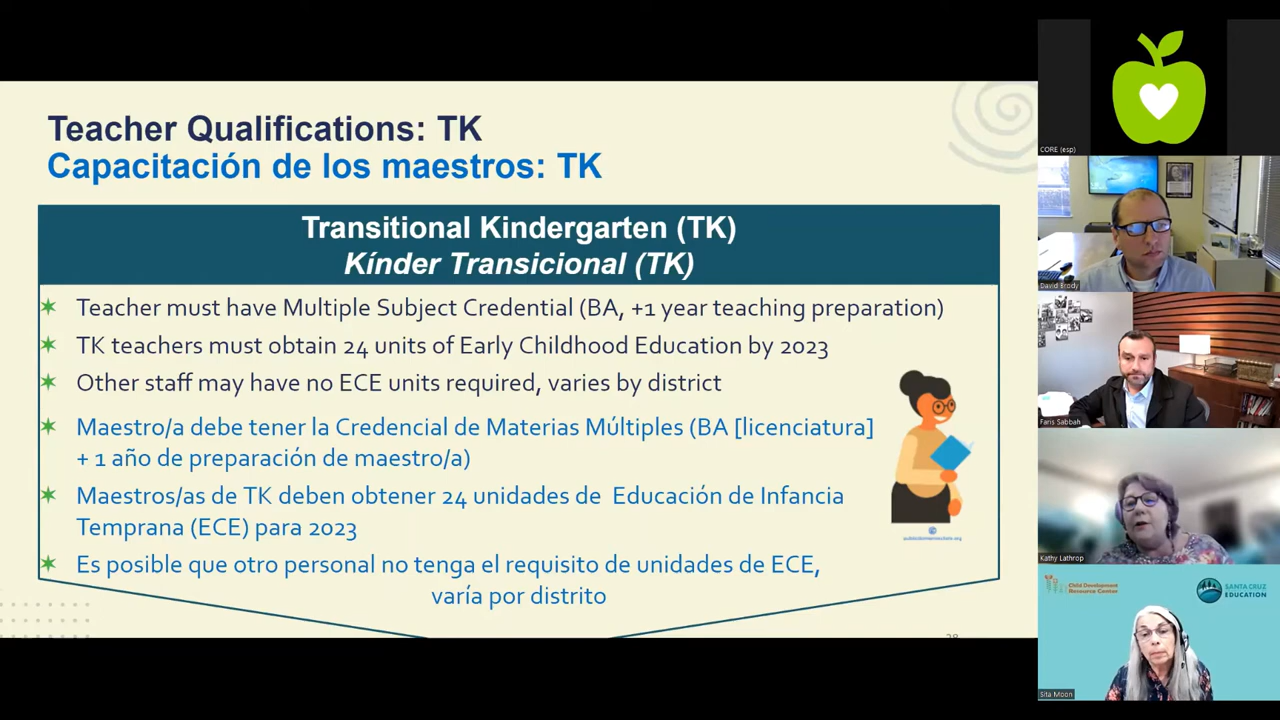 Teacher Qualifications: TK
Capacitación de los maestros: TK
Transitional Kindergarten (TK)
Kínder Transicional (TK)
Teacher must have Multiple Subject Credential (BA, +1 year teaching preparation)
TK teachers must obtain 24 units of Early Childhood Education by 2023
Other staff may have no ECE units required, varies by district
Maestro/a debe tener la Credencial de Materias Múltiples (BA [licenciatura]
+ 1 año de preparación de maestro/a)
Maestros/as de TK deben obtener 24 unidades de Educación de Infancia
Temprana (ECE) para 2023
Es posible que otro personal no tenga el requisito de unidades de ECE,
varía por distrito
CORE (esp)
David Brody
Faris Sabbah
Kathy Lathrop
Child Development
Resource Center
SANTA CRUZ
EDUCATION
Sita Moon